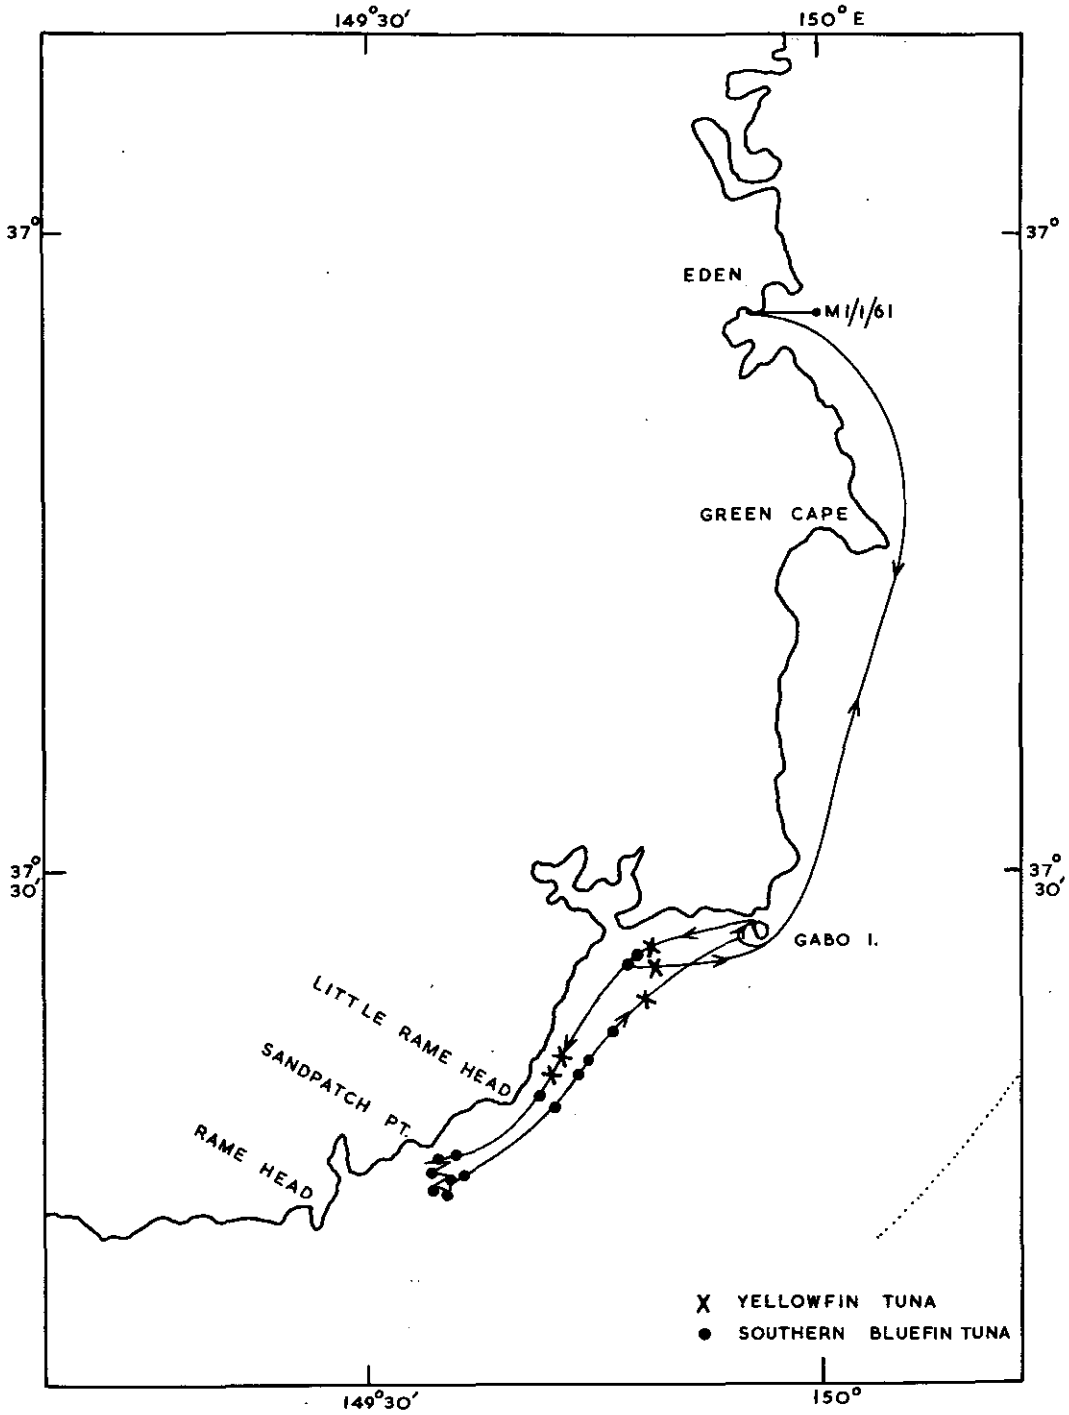 149°30′
150° E
37°
37°
EDEN
M1/1/61
GREEN CAPE
37°
30′
37°
30′
GABO I.
LITTLE RAME HEAD
SANDPATCH PT.
RAME HEAD
X YELLOWFIN TUNA
● SOUTHERN BLUEFIN TUNA
149°30′
150°